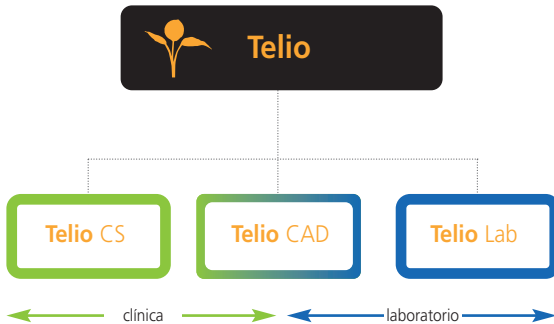 Telio
Telio CS
Telio CAD
Telio Lab
clínica
laboratorio